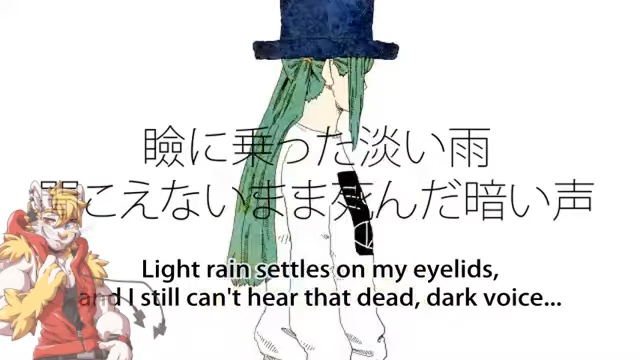 瞼に乗った淡い雨
聞こえないまま死んだ暗い声
Light rain settles on my eyelids,
and I still can't hear that dead, dark voice...